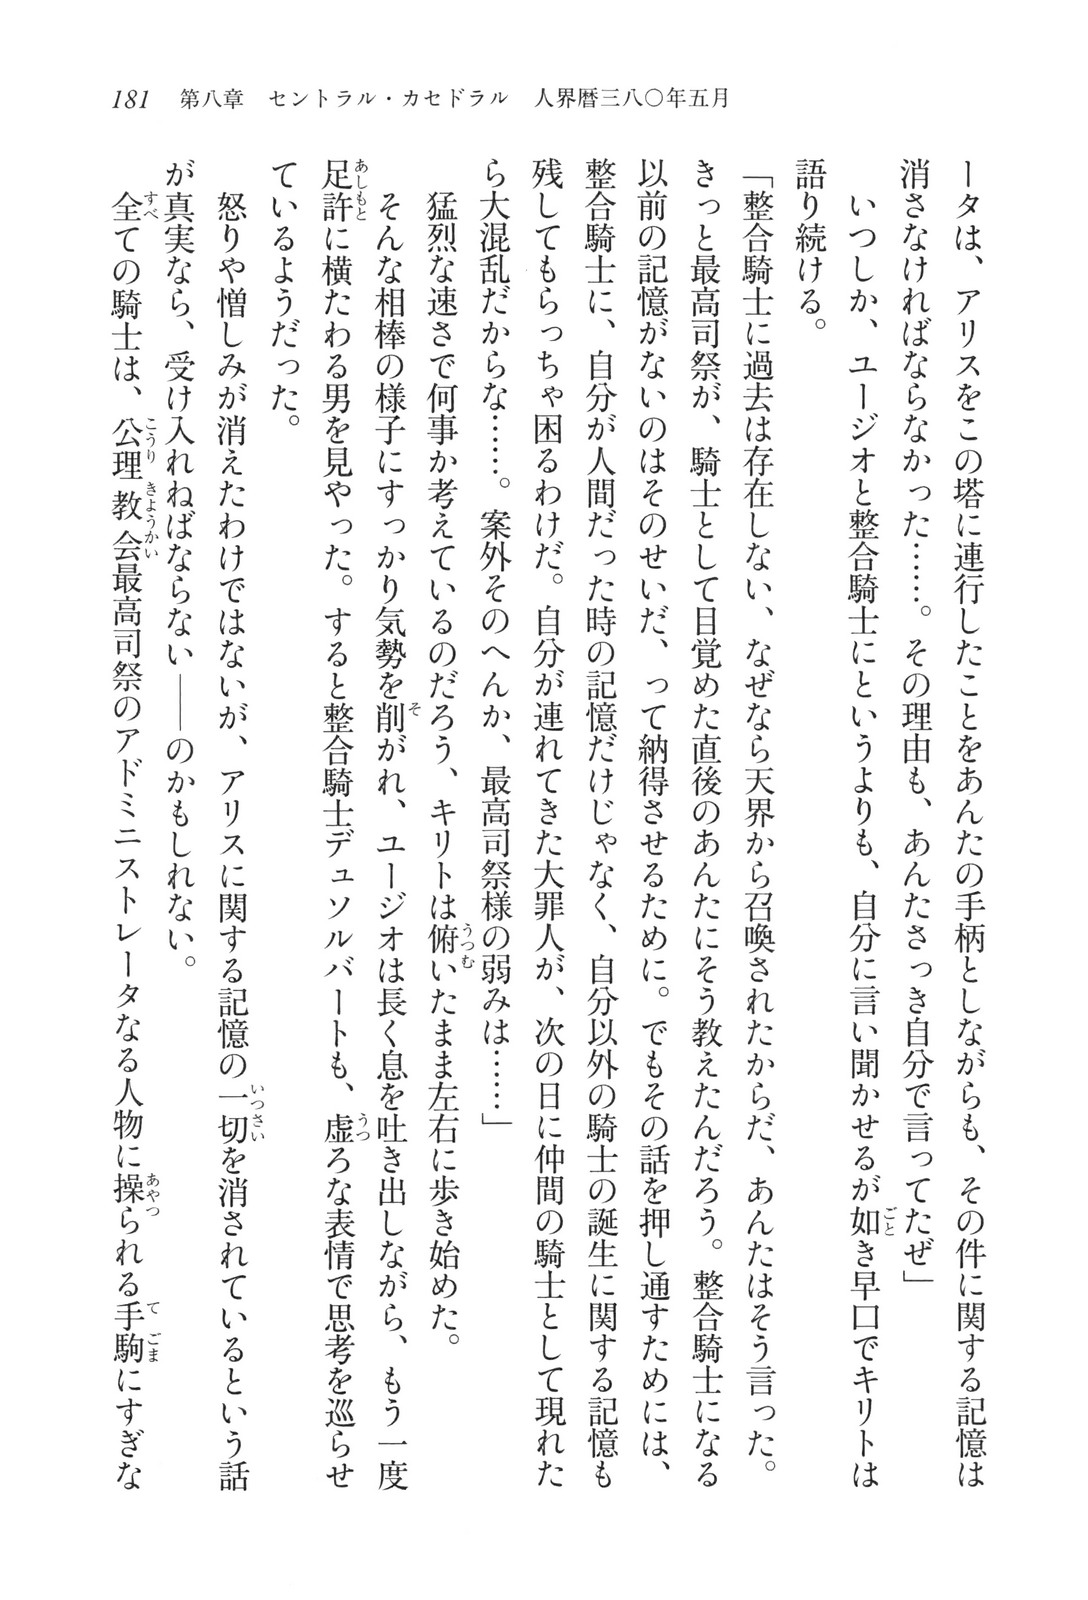 181　第八章　セントラル・カセドラル　人界暦三八〇年五月
ータは、アリスをこの塔に連行したことをあんたの手柄としながらも、その件に関する記憶は
消さなければならなかった……。その理由も、あんたさっき自分で言ってたぜ」
　いつしか、ユージオと整合騎士にというよりも、自分に言い聞かせるが如き早口でキリトは
語り続ける。
「整合騎士に過去は存在しない、なぜなら天界から召喚されたからだ、あんたはそう言った。
きっと最高司祭が、騎士として目覚めた直後のあんたにそう教えたんだろう。整合騎士になる
以前の記憶がないのはそのせいだ、って納得させるために。でもその話を押し通すためには、
整合騎士に、自分が人間だった時の記憶だけじゃなく、自分以外の騎士の誕生に関する記憶も
残してもらっちゃ困るわけだ。自分が連れてきた大罪人が、次の日に仲間の騎士として現れた
ら大混乱だからな……。案外そのへんか、最高司祭様の弱みは……」
　猛烈な速さで何事か考えているのだろう、キリトは俯いたまま左右に歩き始めた。
　そんな相棒の様子にすっかり気勢を削がれ、ユージオは長く息を吐き出しながら、もう一度
足許に横たわる男を見やった。すると整合騎士デュソルバートも、虚ろな表情で思考を巡らせ
ているようだった。
　怒りや憎しみが消えたわけではないが、アリスに関する記憶の一切を消されているという話
が真実なら、受け入れねばならない――のかもしれない。
　全ての騎士は、公理教会最高司祭のアドミニストレータなる人物に操られる手駒にすぎな